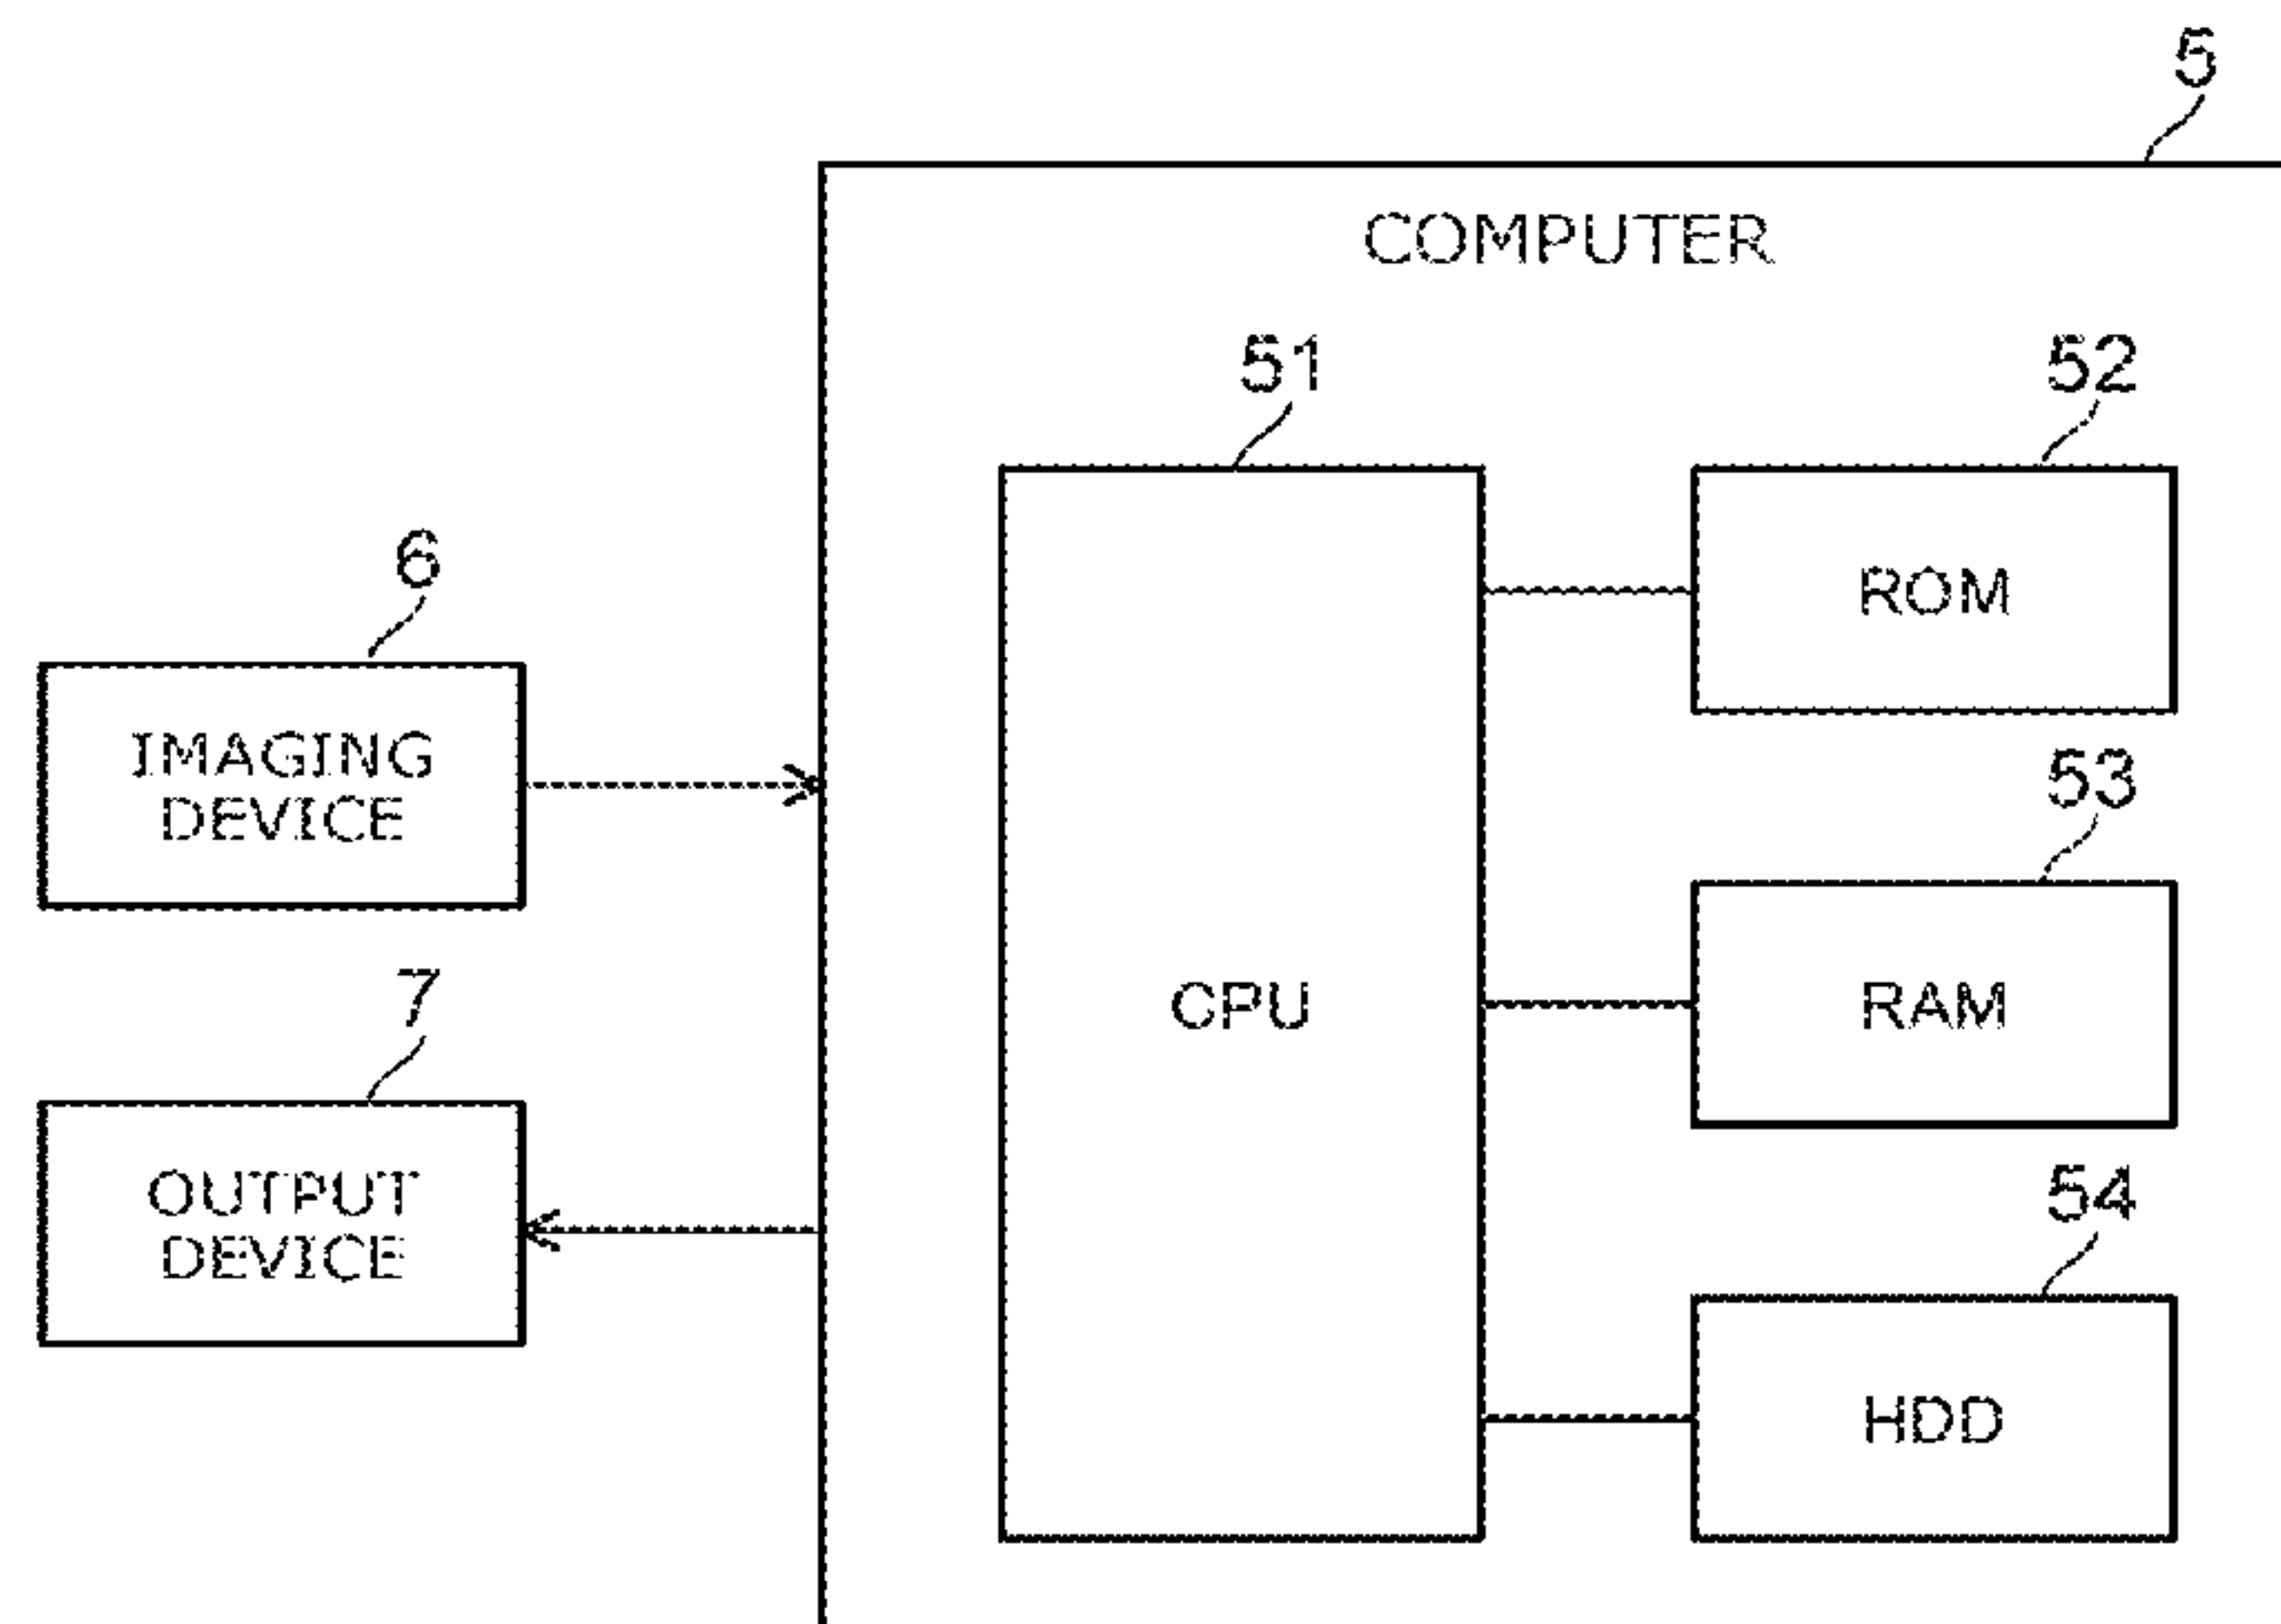 5
COMPUTER
51
52
6
ROM
IMAGING
DEVICE
53
7
CPU
RAM
OUTPUT
DEVICE
54
HDD